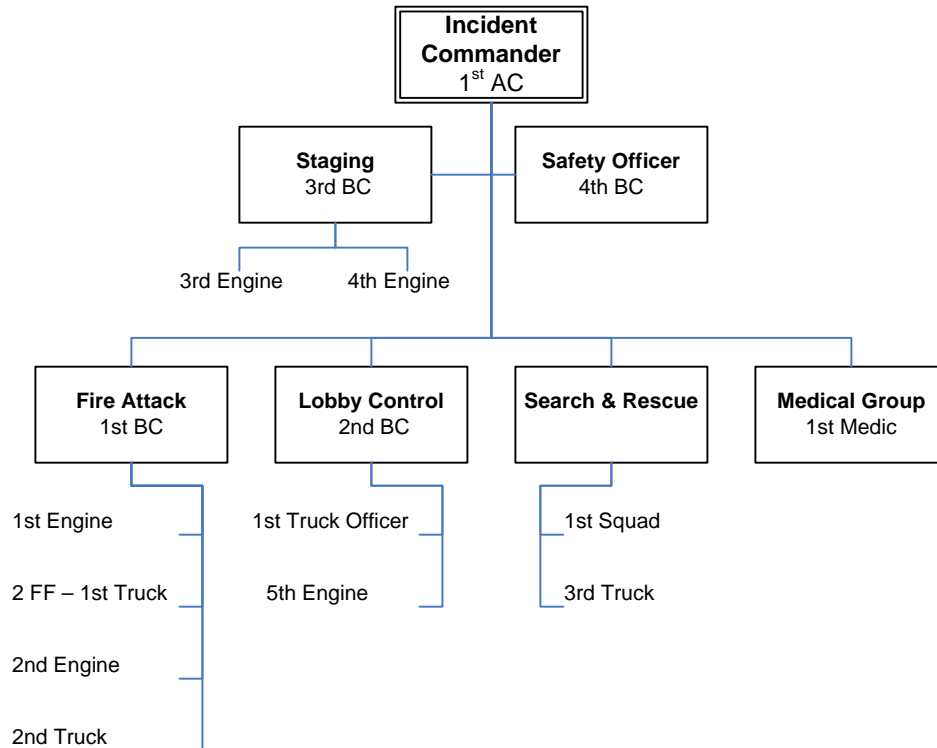 Incident
Commander
1st AC
Staging
3rd BC
Safety Officer
4th BC
3rd Engine
4th Engine
Fire Attack
1st BC
Lobby Control
2nd BC
Search & Rescue
Medical Group
1st Medic
1st Engine
1st Truck Officer
1st Squad
2 FF – 1st Truck
5th Engine
3rd Truck
2nd Engine
2nd Truck